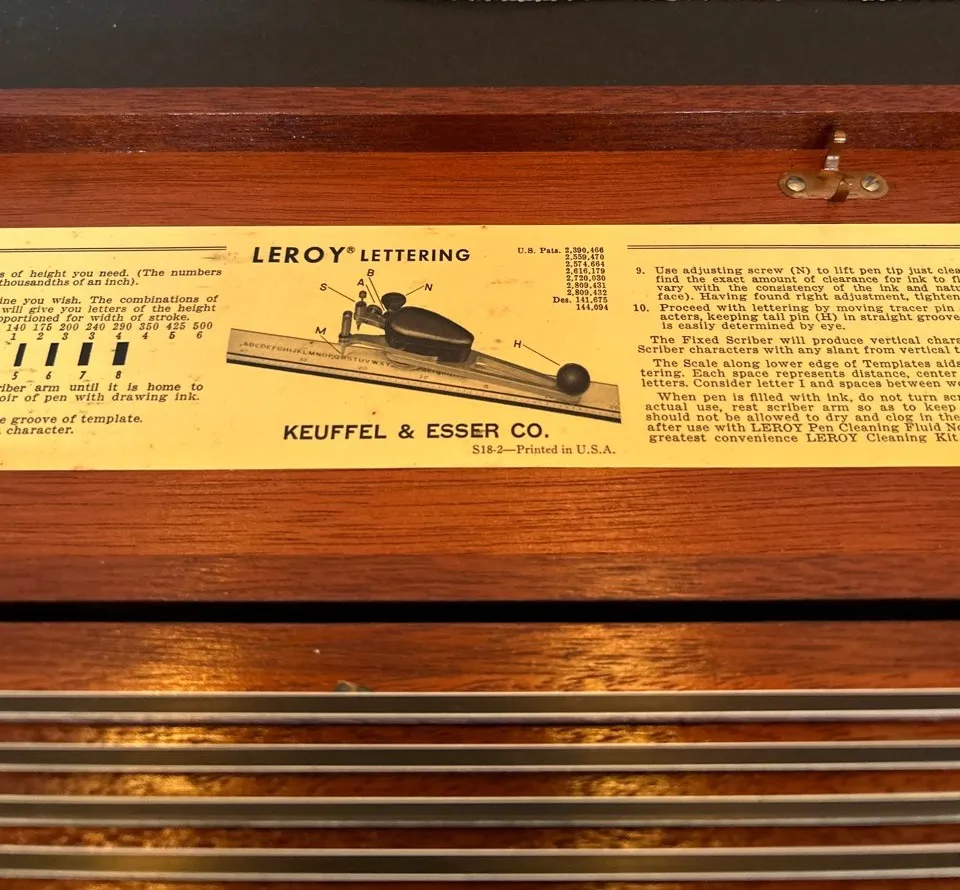 s of height you need. (The numbers
thousandths of an inch).
ine you wish. The combinations of
will give you letters of the height
portioned for width of stroke.
140 175 200 240 290 350 425 500
1 2 3 3 4 4 5 6
5 6 7 8
riber arm until it is home to
oir of pen with drawing ink.
e groove of template.
character.
LEROY® LETTERING
U.S. Pats. 2,390,466
2,559,470
2,574,664
2,616,179
2,720,030
2,809,431
2,809,432
Des. 141,675
144,094
B
A
S
N
M
H
ABCDEFGHIJKLMNOPQRSTUVWXY
KEUFFEL & ESSER CO.
S18-2—Printed in U.S.A.
9. Use adjusting screw (N) to lift pen tip just clea
find the exact amount of clearance for ink to fl
vary with the consistency of the ink and natu
face). Having found right adjustment, tighten
10. Proceed with lettering by moving tracer pin
acters, keeping tail pin (H) in straight groove
is easily determined by eye.
The Fixed Scriber will produce vertical chara
Scriber characters with any slant from vertical t
The Scale along lower edge of Templates aids
tering. Each space represents distance, center
letters. Consider letter I and spaces between w
When pen is filled with ink, do not turn scr
actual use, rest scriber arm so as to keep
should not be allowed to dry and clog in the
after use with LEROY Pen Cleaning Fluid No
greatest convenience LEROY Cleaning Kit